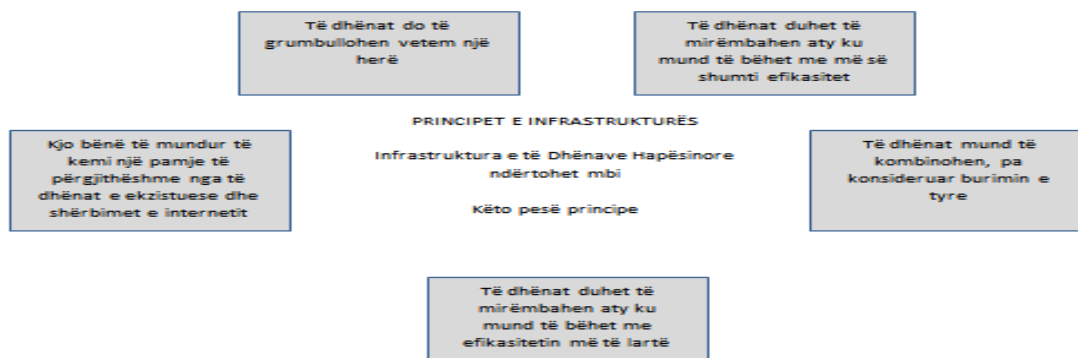 Të dhënat do të
grumbullohen vetem një
herë
Të dhënat duhet të
mirëmbahen aty ku
mund të bëhet me më së
shumti efikasitet
PRINCIPET E INFRASTRUKTURËS
Infrastruktura e të Dhënave Hapësinore
ndërtohet mbi
Këto pesë principe
Kjo bënë të mundur të
kemi një pamje të
përgjithëshme nga të
dhënat e ekzistuese dhe
shërbimet e internetit
Të dhënat mund të
kombinohen, pa
konsideruar burimin e
tyre
Të dhënat duhet të
mirëmbahen aty ku
mund të bëhet me
efikasitetin më të lartë